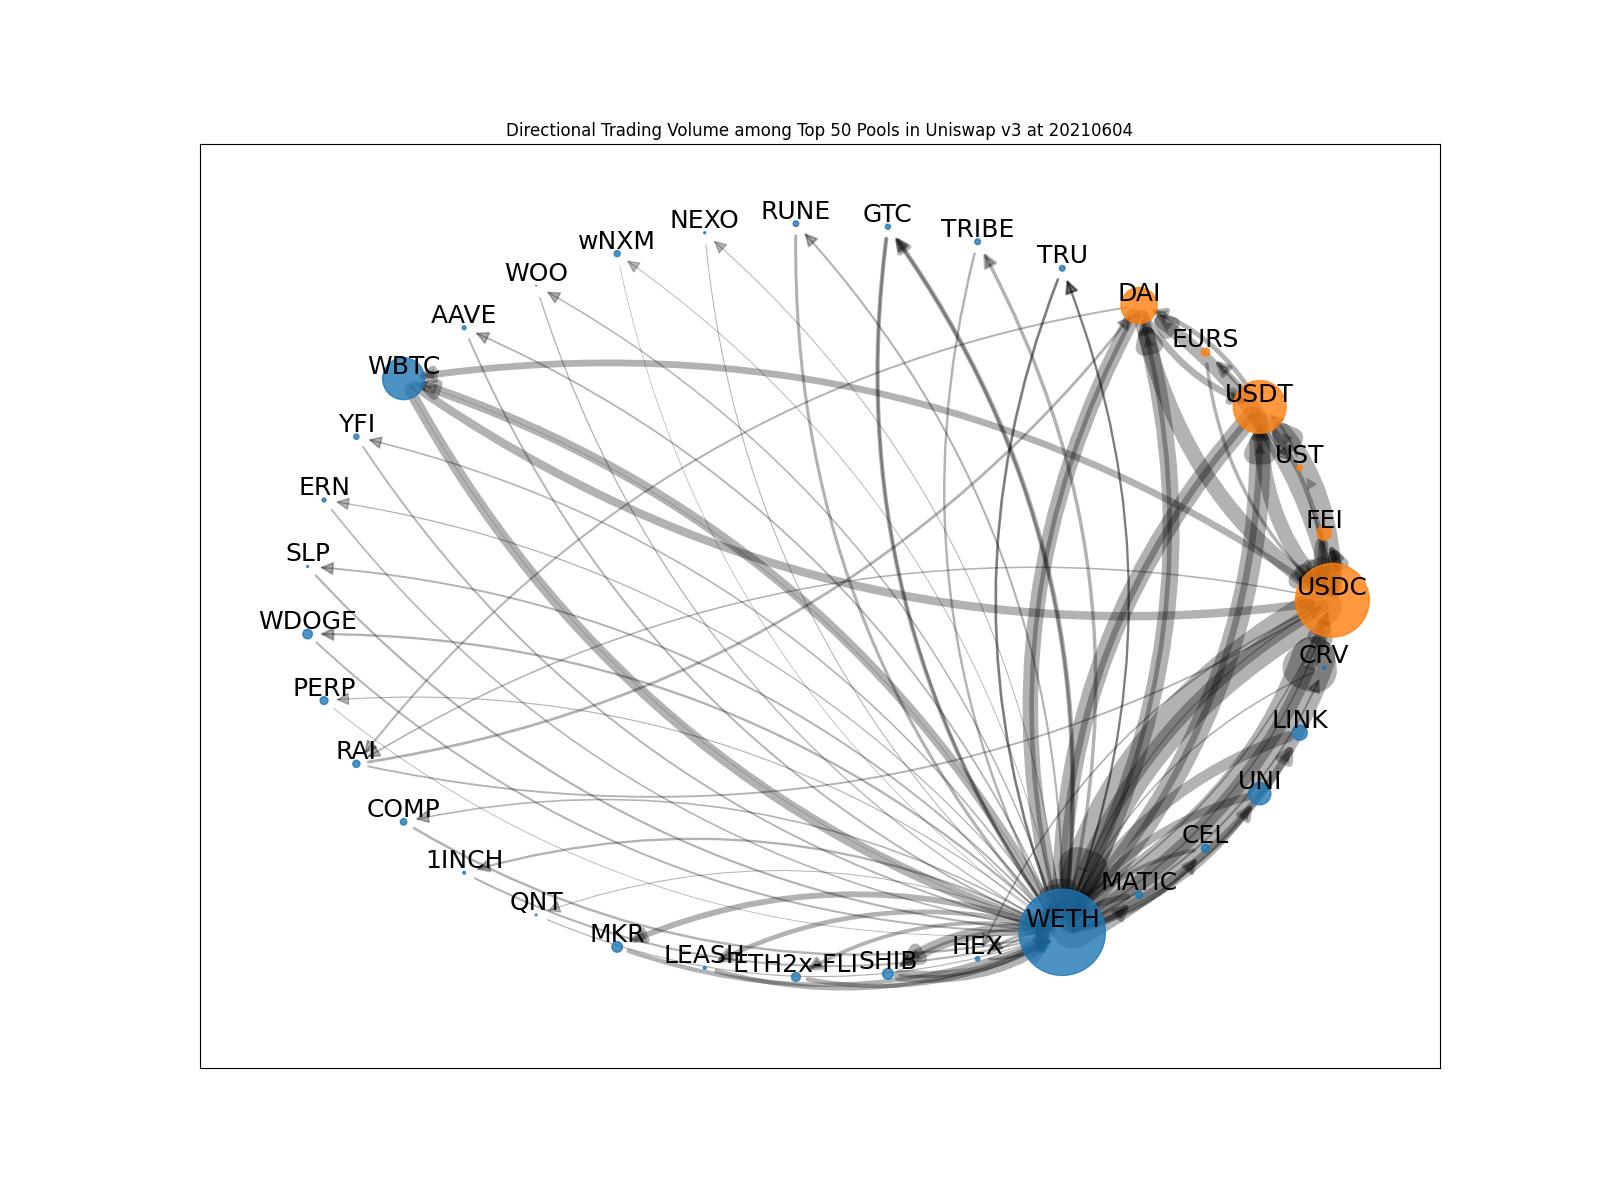 Directional Trading Volume among Top 50 Pools in Uniswap v3 at 20210604
RUNE
GTC
NEXO
TRIBE
wNXM
TRU
WOO
DAI
AAVE
EURS
WBTC
USDT
YFI
UST
ERN
FEI
SLP
USDC
WDOGE
CRV
PERP
LINK
RAI
UNI
COMP
CEL
1INCH
MATIC
QNT
WETH
MKR
HEX
LEASH
ETH2x-FLI
SHIB